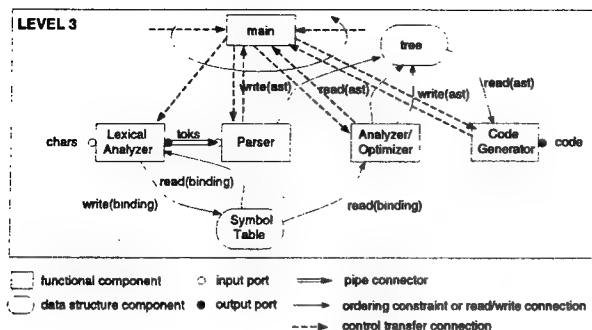 LEVEL 3
main
tree
write(ast)
read(ast)
write(ast)
read(ast)
chars
Lexical
Analyzer
toks
Parser
Analyzer/
Optimizer
Code
Generator
code
read(binding)
write(binding)
Symbol
Table
read(binding)
functional component
input port
pipe connector
data structure component
output port
ordering constraint or read/write connection
control transfer connection